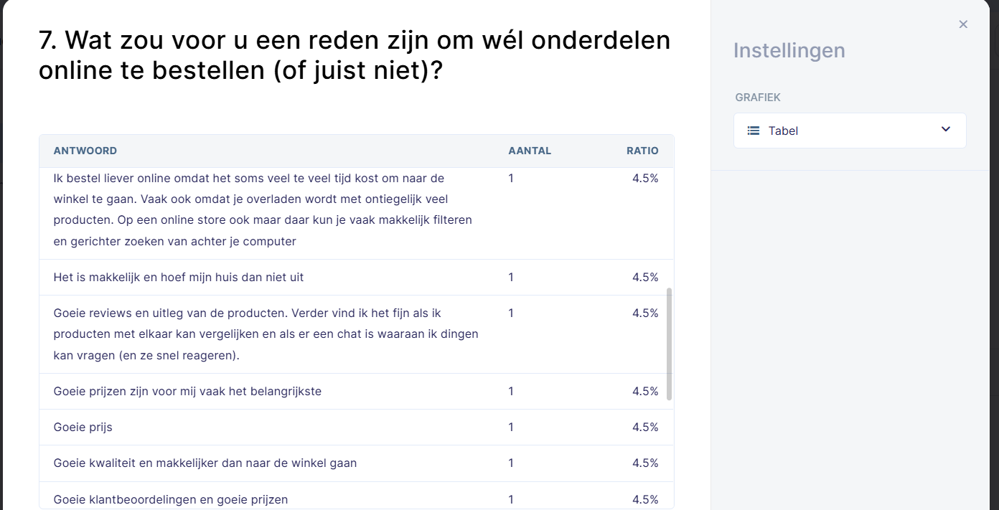 7. Wat zou voor u een reden zijn om wél onderdelen
online te bestellen (of juist niet)?
ANTWOORD AANTAL RATIO
Ik bestel liever online omdat het soms veel te veel tijd kost om naar de 1 4.5%
winkel te gaan. Vaak ook omdat je overladen wordt met ontiegelijk veel
producten. Op een online store ook maar daar kun je vaak makkelijk filteren
en gerichter zoeken van achter je computer
Het is makkelijk en hoef mijn huis dan niet uit 1 4.5%
Goeie reviews en uitleg van de producten. Verder vind ik het fijn als ik 1 4.5%
producten met elkaar kan vergelijken en als er een chat is waaraan ik dingen
kan vragen (en ze snel reageren).
Goeie prijzen zijn voor mij vaak het belangrijkste 1 4.5%
Goeie prijs 1 4.5%
Goeie kwaliteit en makkelijker dan naar de winkel gaan 1 4.5%
Goeie klantbeoordelingen en goeie prijzen 1 4.5%
Instellingen
GRAFIEK
Tabel